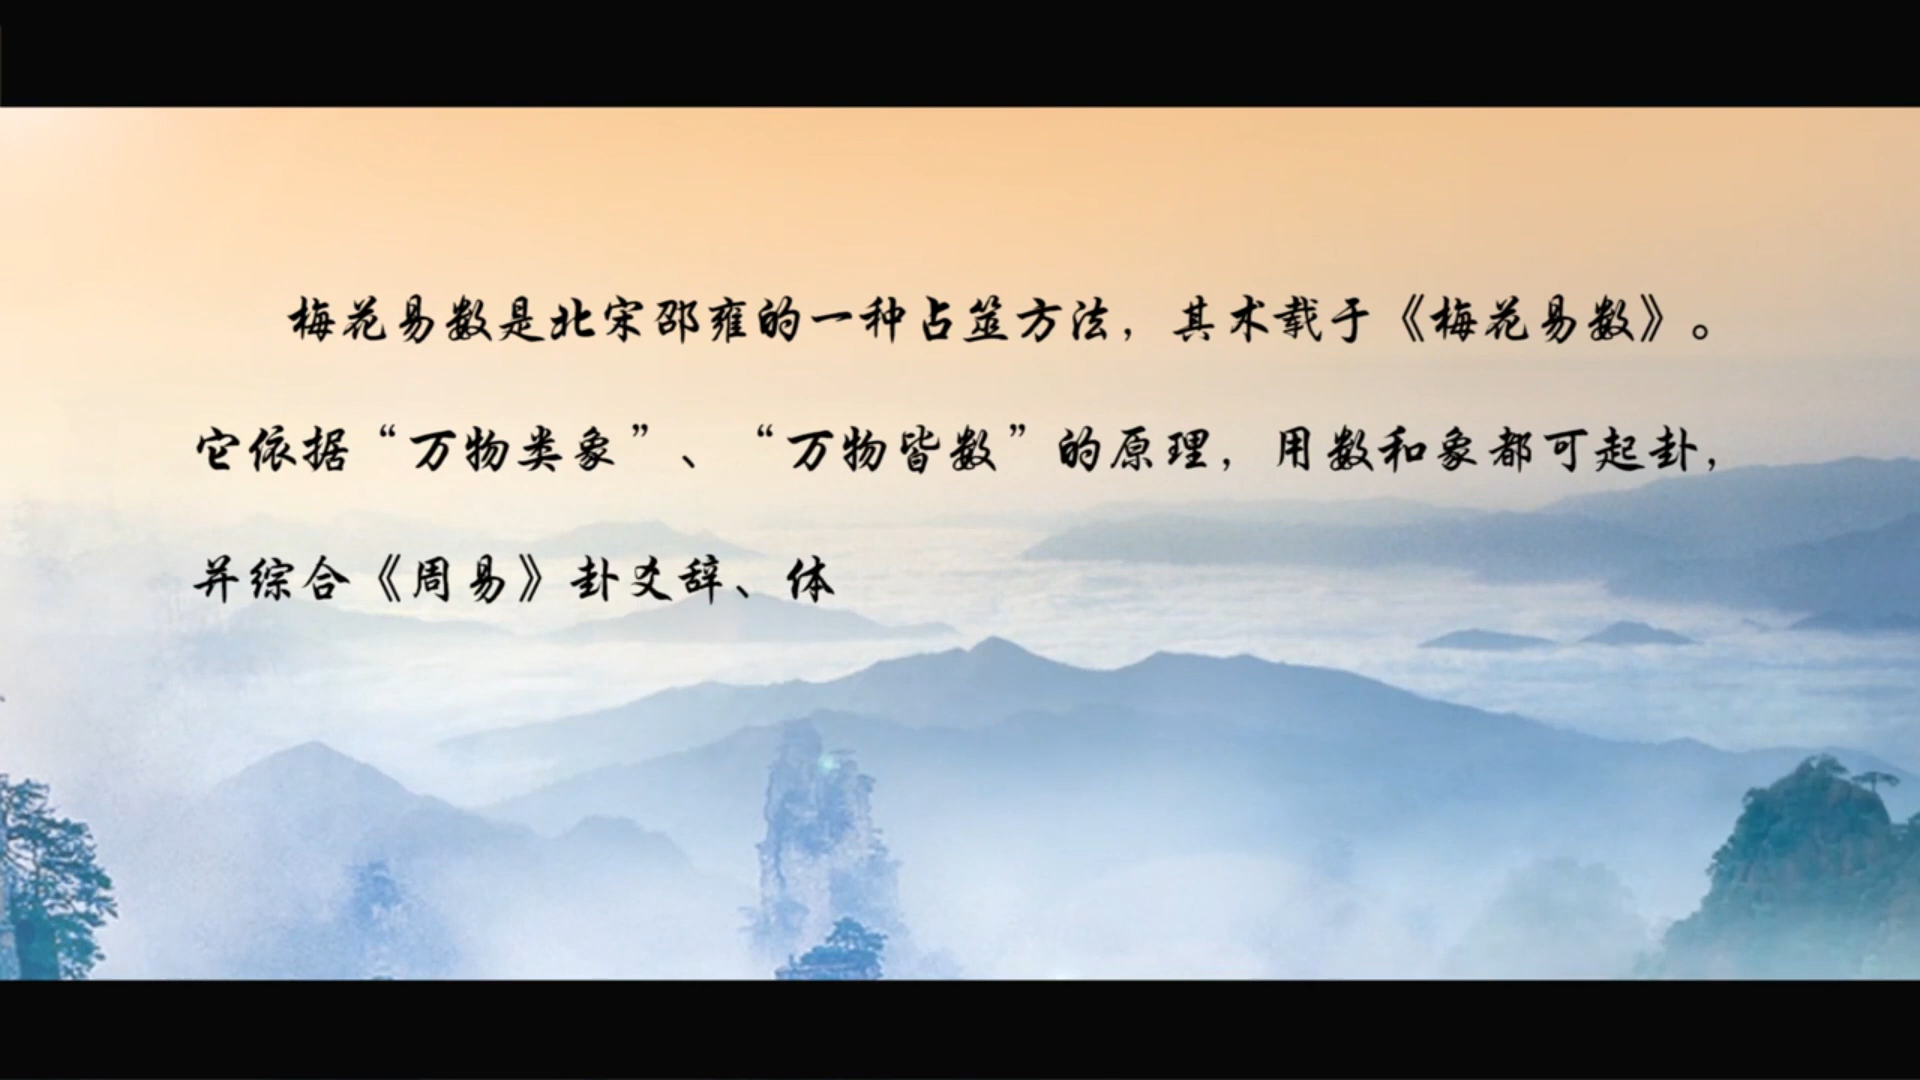 梅花易数是北宋邵雍的一种占筮方法，其术载于《梅花易数》。
它依据“万物类象”、“万物皆数”的原理，用数和象都可起卦，
并综合《周易》卦爻辞、体